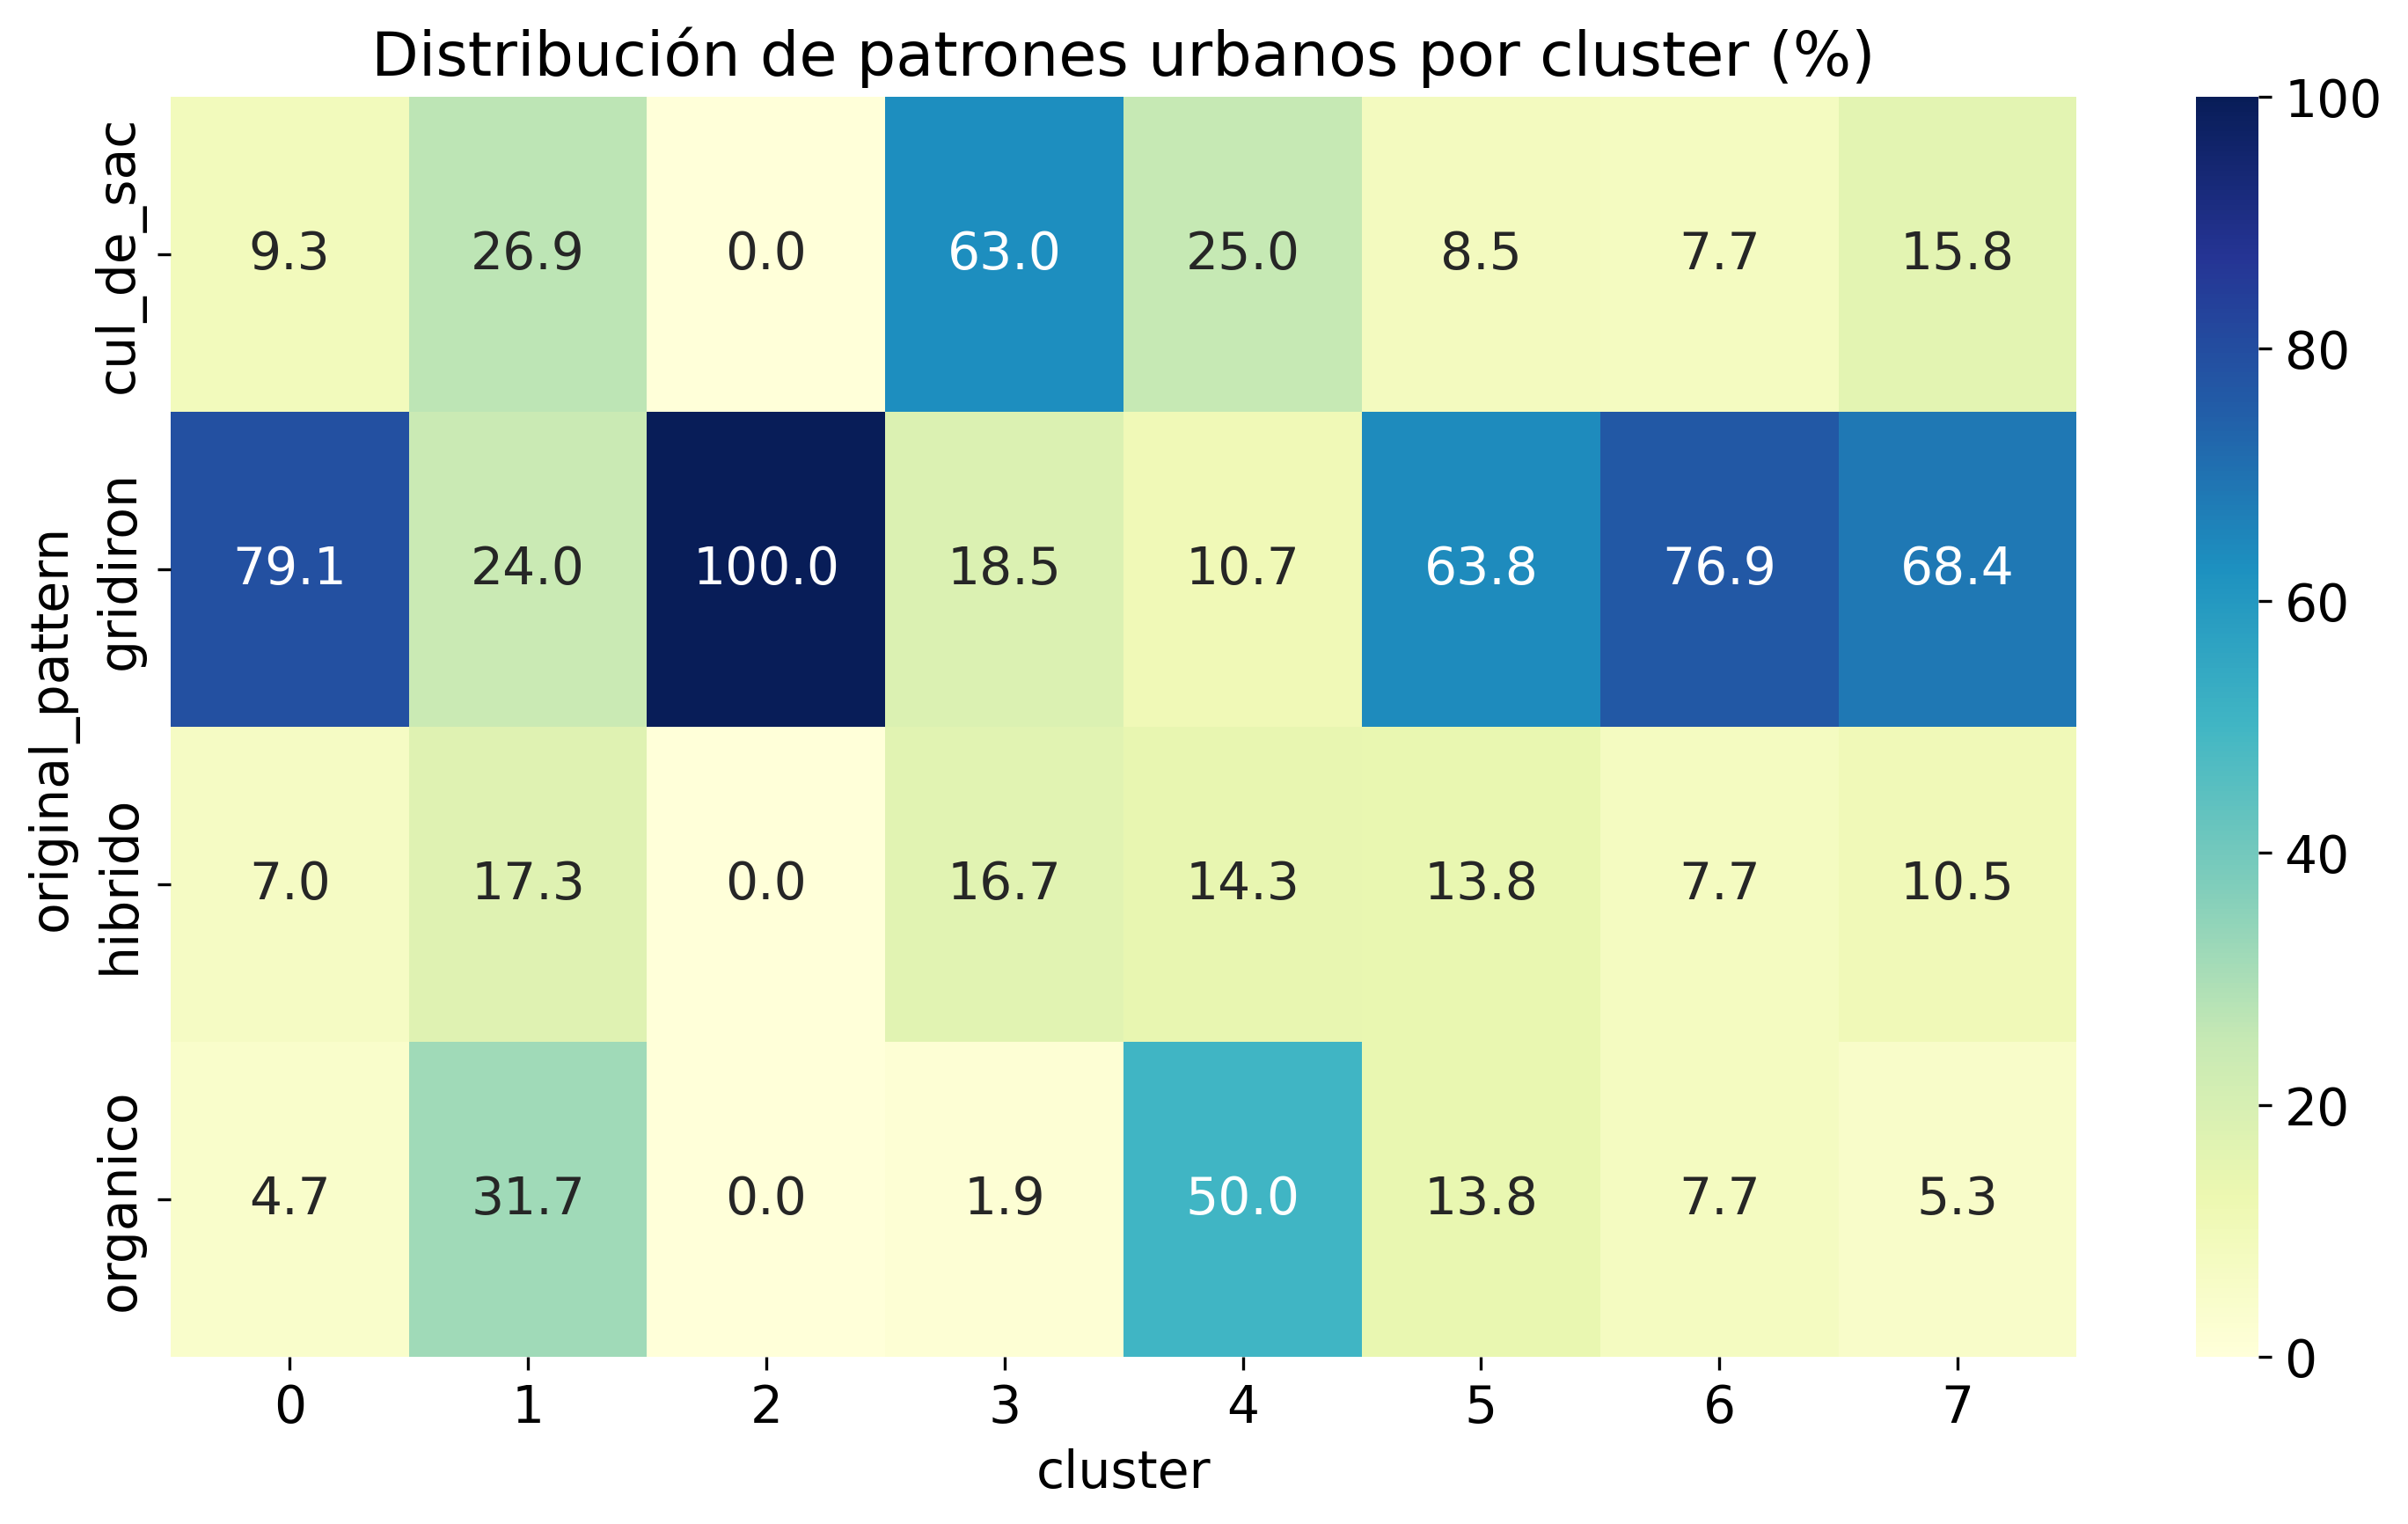 Distribución de patrones urbanos por cluster (%)
original_pattern
cul_de_sac
9.3 26.9 0.0 63.0 25.0 8.5 7.7 15.8
gridiron
79.1 24.0 100.0 18.5 10.7 63.8 76.9 68.4
hibrido
7.0 17.3 0.0 16.7 14.3 13.8 7.7 10.5
organico
4.7 31.7 0.0 1.9 50.0 13.8 7.7 5.3
0 1 2 3 4 5 6 7
cluster
100
80
60
40
20
0